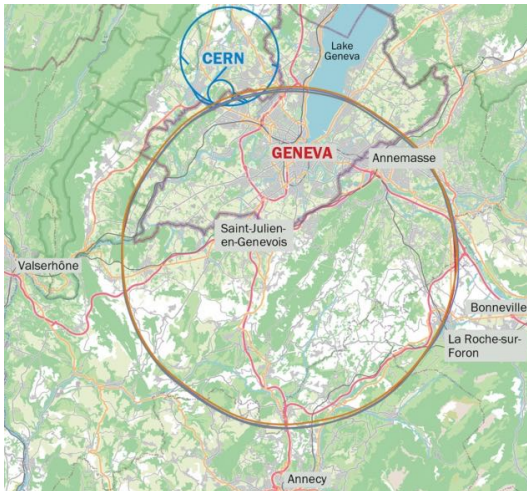 Lake
Geneva
CERN
GENEVA
Annemasse
Saint-Julien-
en-Genevois
Valserhône
Bonneville
La Roche-sur-
Foron
Annecy